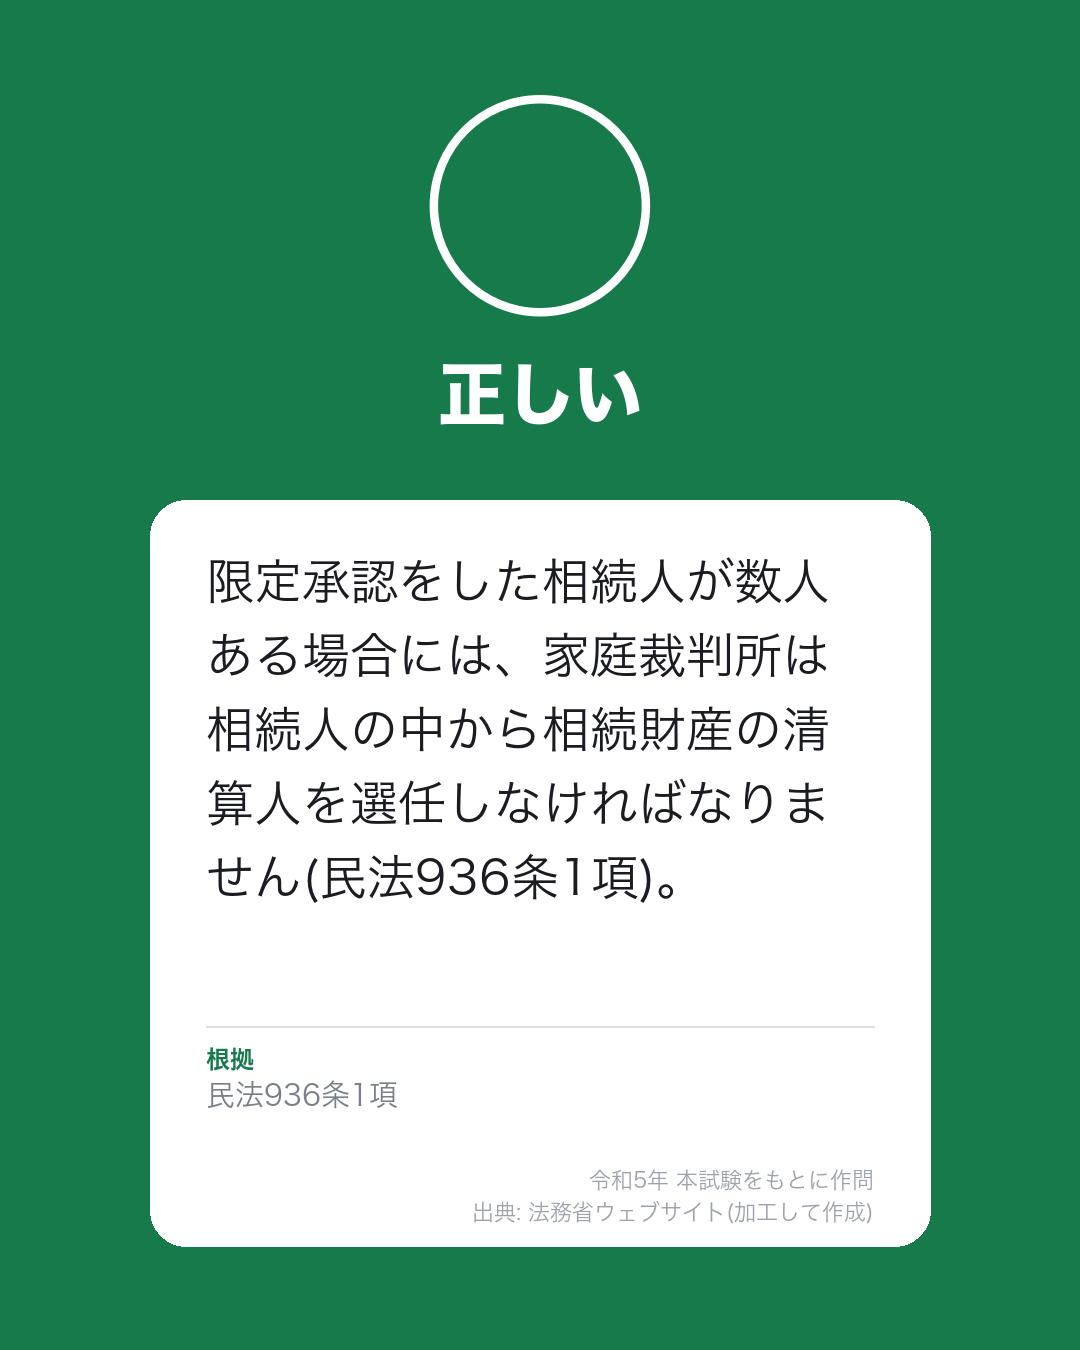 正しい
限定承認をした相続人が数人
ある場合には、家庭裁判所は
相続人の中から相続財産の清
算人を選任しなければなりま
せん(民法936条1項)。
根拠
民法936条1項
令和5年 本試験をもとに作問
出典: 法務省ウェブサイト(加工して作成)